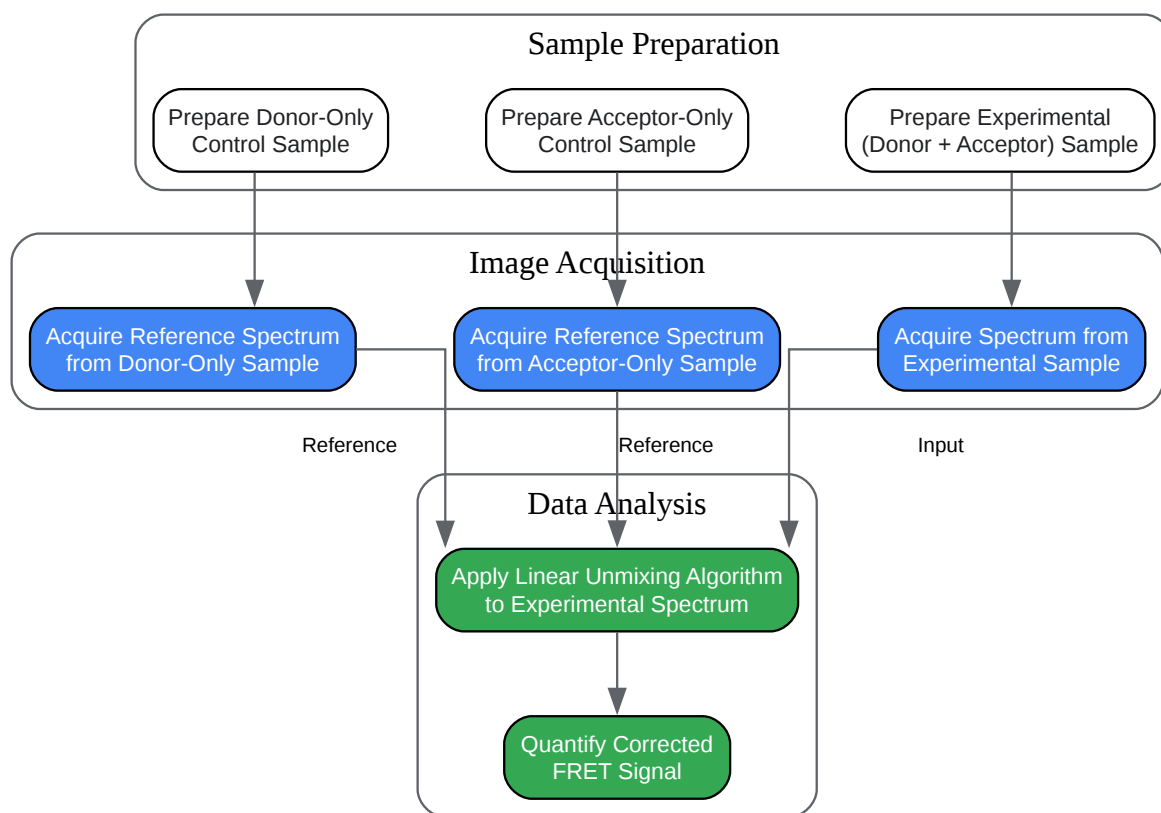 Sample Preparation
Prepare Donor-Only
Control Sample
Prepare Acceptor-Only
Control Sample
Prepare Experimental
(Donor + Acceptor) Sample
Image Acquisition
Acquire Reference Spectrum
from Donor-Only Sample
Acquire Reference Spectrum
from Acceptor-Only Sample
Acquire Spectrum from
Experimental Sample
Reference
Reference
Input
Data Analysis
Apply Linear Unmixing Algorithm
to Experimental Spectrum
Quantify Corrected
FRET Signal